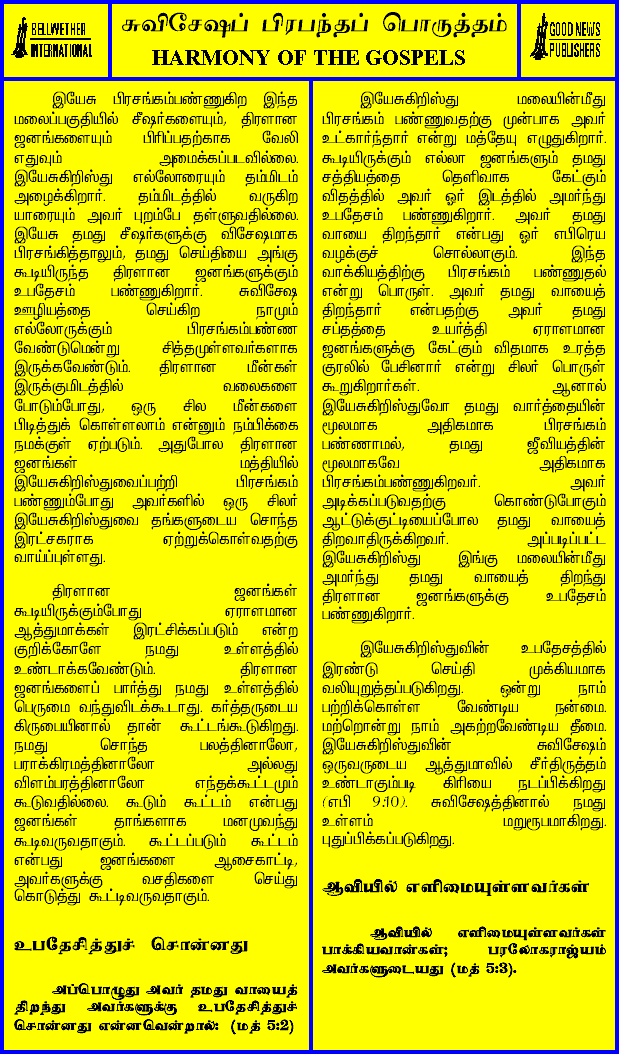 BELLWETHER
INTERNATIONAL
சுவிசேஷப் பிரபந்தப் பொருத்தம்
HARMONY OF THE GOSPELS
GOOD NEWS
PUBLISHERS
இயேசு பிரசங்கம்பண்ணுகிற இந்த
மலைப்பகுதியில் சீஷர்களையும், திரளான
ஜனங்களையும் பிரிப்பதற்காக வேலி
எதுவும் அமைக்கப்படவில்லை.
இயேசுகிறிஸ்து எல்லோரையும் தம்மிடம்
அழைக்கிறார். தம்மிடத்தில் வருகிற
யாரையும் அவர் புறம்பே தள்ளுவதில்லை.
இயேசு தமது சீஷர்களுக்கு விசேஷமாக
பிரசங்கித்தாலும், தமது செய்தியை அங்கு
கூடியிருந்த திரளான ஜனங்களுக்கும்
உபதேசம் பண்ணுகிறார். சுவிசேஷ
ஊழியத்தை செய்கிற நாமும்
எல்லோருக்கும் பிரசங்கம்பண்ண
வேண்டுமென்று சித்தமுள்ளவர்களாக
இருக்கவேண்டும். திரளான மீன்கள்
இருக்குமிடத்தில் வலைகளை
போடும்போது, ஒரு சில மீன்களை
பிடித்துக் கொள்ளலாம் என்னும் நம்பிக்கை
நமக்குள் ஏற்படும். அதுபோல திரளான
ஜனங்கள் மத்தியில்
இயேசுகிறிஸ்துவைப்பற்றி பிரசங்கம்
பண்ணும்போது அவர்களில் ஒரு சிலர்
இயேசுகிறிஸ்துவை தங்களுடைய சொந்த
இரட்சகராக ஏற்றுக்கொள்வதற்கு
வாய்ப்புள்ளது.
திரளான ஜனங்கள்
கூடியிருக்கும்போது ஏராளமான
ஆத்துமாக்கள் இரட்சிக்கப்படும் என்ற
குறிக்கோளே நமது உள்ளத்தில்
உண்டாக்கவேண்டும். திரளான
ஜனங்களைப் பார்த்து நமது உள்ளத்தில்
பெருமை வந்துவிடக்கூடாது. கர்த்தருடைய
கிருபையினால் தான் கூட்டங்கூடுகிறது.
நமது சொந்த பலத்தினாலோ,
பராக்கிரமத்தினாலோ அல்லது
விளம்பரத்தினாலோ எந்தக்கூட்டமும்
கூடுவதில்லை. கூடும் கூட்டம் என்பது
ஜனங்கள் தாங்களாக மனமுவந்து
கூடிவருவதாகும். கூட்டப்படும் கூட்டம்
என்பது ஜனங்களை ஆசைகாட்டி,
அவர்களுக்கு வசதிகளை செய்து
கொடுத்து கூட்டிவருவதாகும்.
உபதேசித்துச் சொன்னது
அப்பொழுது அவர் தமது வாயைத்
திறந்து அவர்களுக்கு உபதேசித்துச்
சொன்னது என்னவென்றால்: (மத் 5:2)
இயேசுகிறிஸ்து மலையின்மீது
பிரசங்கம் பண்ணுவதற்கு முன்பாக அவர்
உட்கார்ந்தார் என்று மத்தேயு எழுதுகிறார்.
கூடியிருக்கும் எல்லா ஜனங்களும் தமது
சத்தியத்தை தெளிவாக கேட்கும்
விதத்தில் அவர் ஓர் இடத்தில் அமர்ந்து
உபதேசம் பண்ணுகிறார். அவர் தமது
வாயை திறந்தார் என்பது ஓர் எபிரெய
வழக்குச் சொல்லாகும். இந்த
வாக்கியத்திற்கு பிரசங்கம் பண்ணுதல்
என்று பொருள். அவர் தமது வாயைத்
திறந்தார் என்பதற்கு அவர் தமது
சப்தத்தை உயர்த்தி ஏராளமான
ஜனங்களுக்கு கேட்கும் விதமாக உரத்த
குரலில் பேசினார் என்று சிலர் பொருள்
கூறுகிறார்கள். ஆனால்
இயேசுகிறிஸ்துவோ தமது வார்த்தையின்
மூலமாக அதிகமாக பிரசங்கம்
பண்ணாமல், தமது ஜீவியத்தின்
மூலமாகவே அதிகமாக
பிரசங்கம்பண்ணுகிறவர். அவர்
அடிக்கப்படுவதற்கு கொண்டுபோகும்
ஆட்டுக்குட்டியைப்போல தமது வாயைத்
திறவாதிருக்கிறவர். அப்படிப்பட்ட
இயேசுகிறிஸ்து இங்கு மலையின்மீது
அமர்ந்து தமது வாயைத் திறந்து
திரளான ஜனங்களுக்கு உபதேசம்
பண்ணுகிறார்.
இயேசுகிறிஸ்துவின் உபதேசத்தில்
இரண்டு செய்தி முக்கியமாக
வலியுறுத்தப்படுகிறது. ஒன்று நாம்
பற்றிக்கொள்ள வேண்டிய நன்மை.
மற்றொன்று நாம் அகற்றவேண்டிய தீமை.
இயேசுகிறிஸ்துவின் சுவிசேஷம்
ஒருவருடைய ஆத்துமாவில் சீர்திருத்தம்
உண்டாகும்படி கிரியை நடப்பிக்கிறது
(எபி 9:10). சுவிசேஷத்தினால் நமது
உள்ளம் மறுரூபமாகிறது.
புதுப்பிக்கப்படுகிறது.
ஆவியில் எளிமையுள்ளவர்கள்
ஆவியில் எளிமையுள்ளவர்கள்
பாக்கியவான்கள்; பரலோகராஜ்யம்
அவர்களுடையது (மத் 5:3).